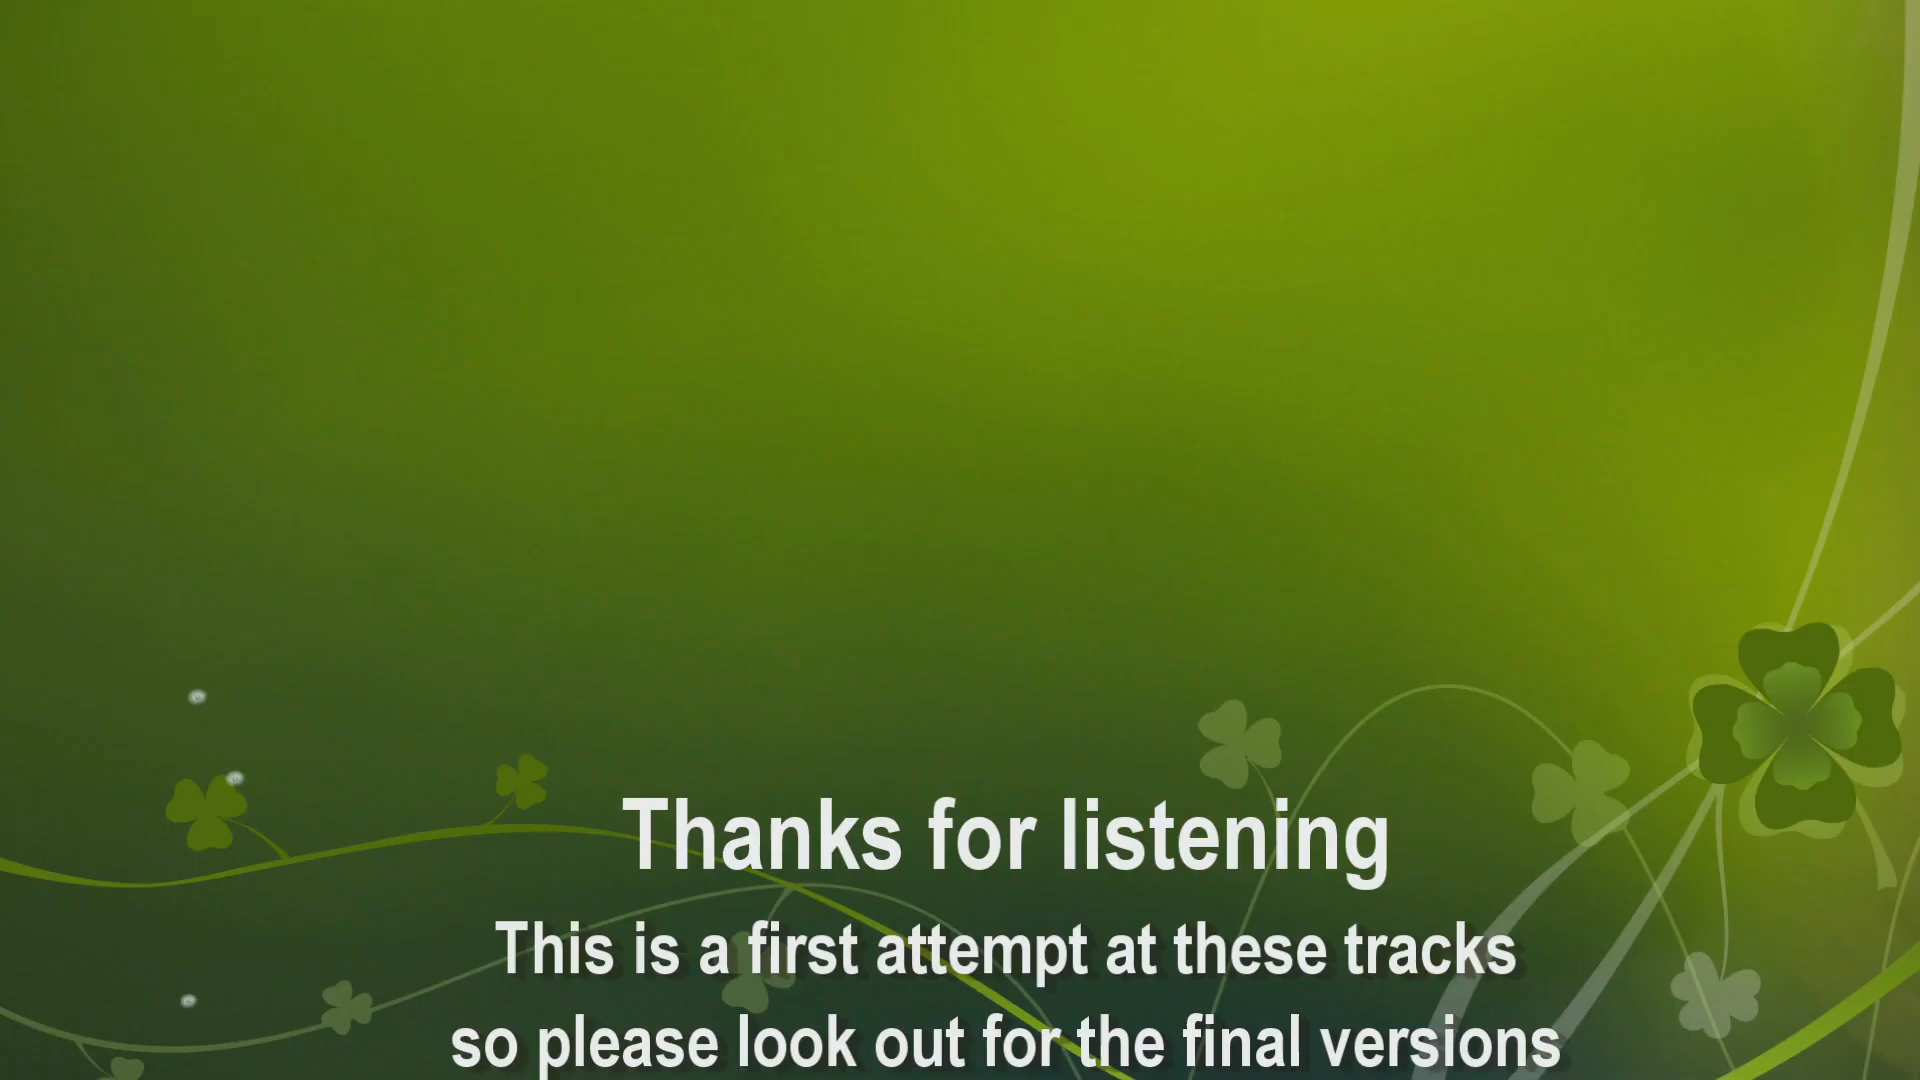 Thanks for listening
This is a first attempt at these tracks
so please look out for the final versions